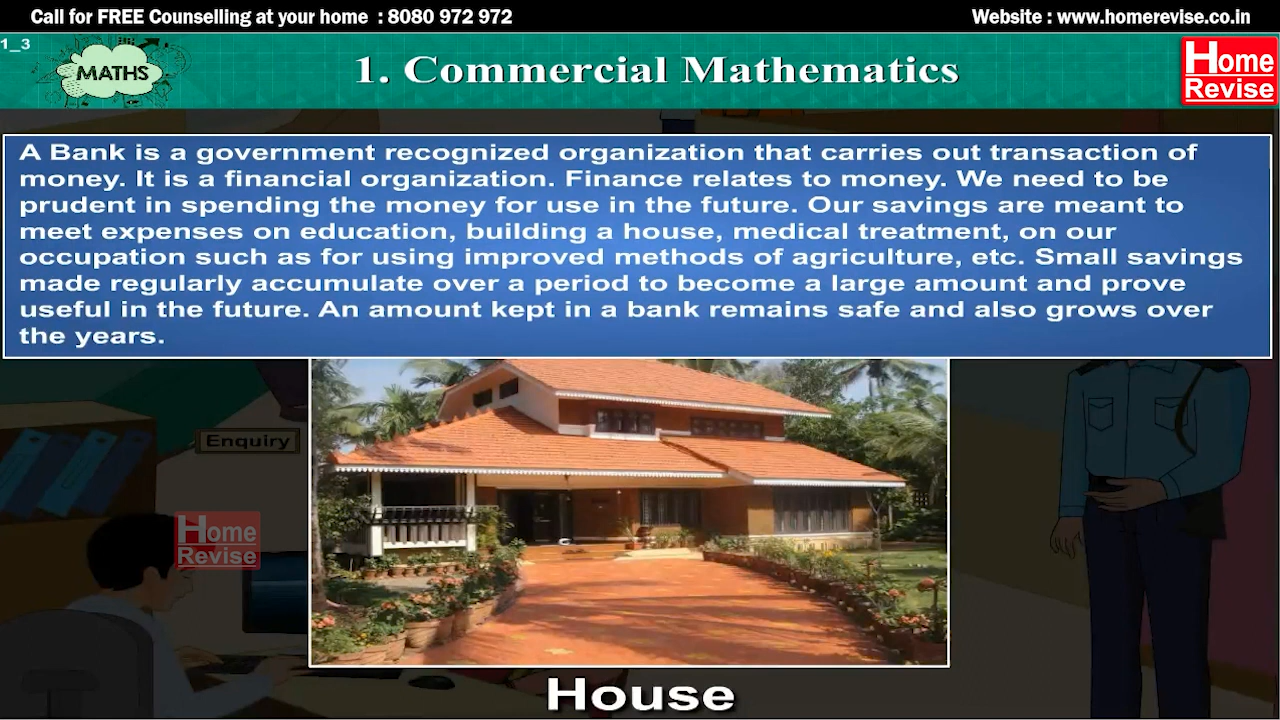 Call for FREE Counselling at your home : 8080 972 972
Website : www.homerevise.co.in
1_3
MATHS
1. Commercial Mathematics
Home
Revise
A Bank is a government recognized organization that carries out transaction of
money. It is a financial organization. Finance relates to money. We need to be
prudent in spending the money for use in the future. Our savings are meant to
meet expenses on education, building a house, medical treatment, on our
occupation such as for using improved methods of agriculture, etc. Small savings
made regularly accumulate over a period to become a large amount and prove
useful in the future. An amount kept in a bank remains safe and also grows over
the years.
Enquiry
Home
Revise
House